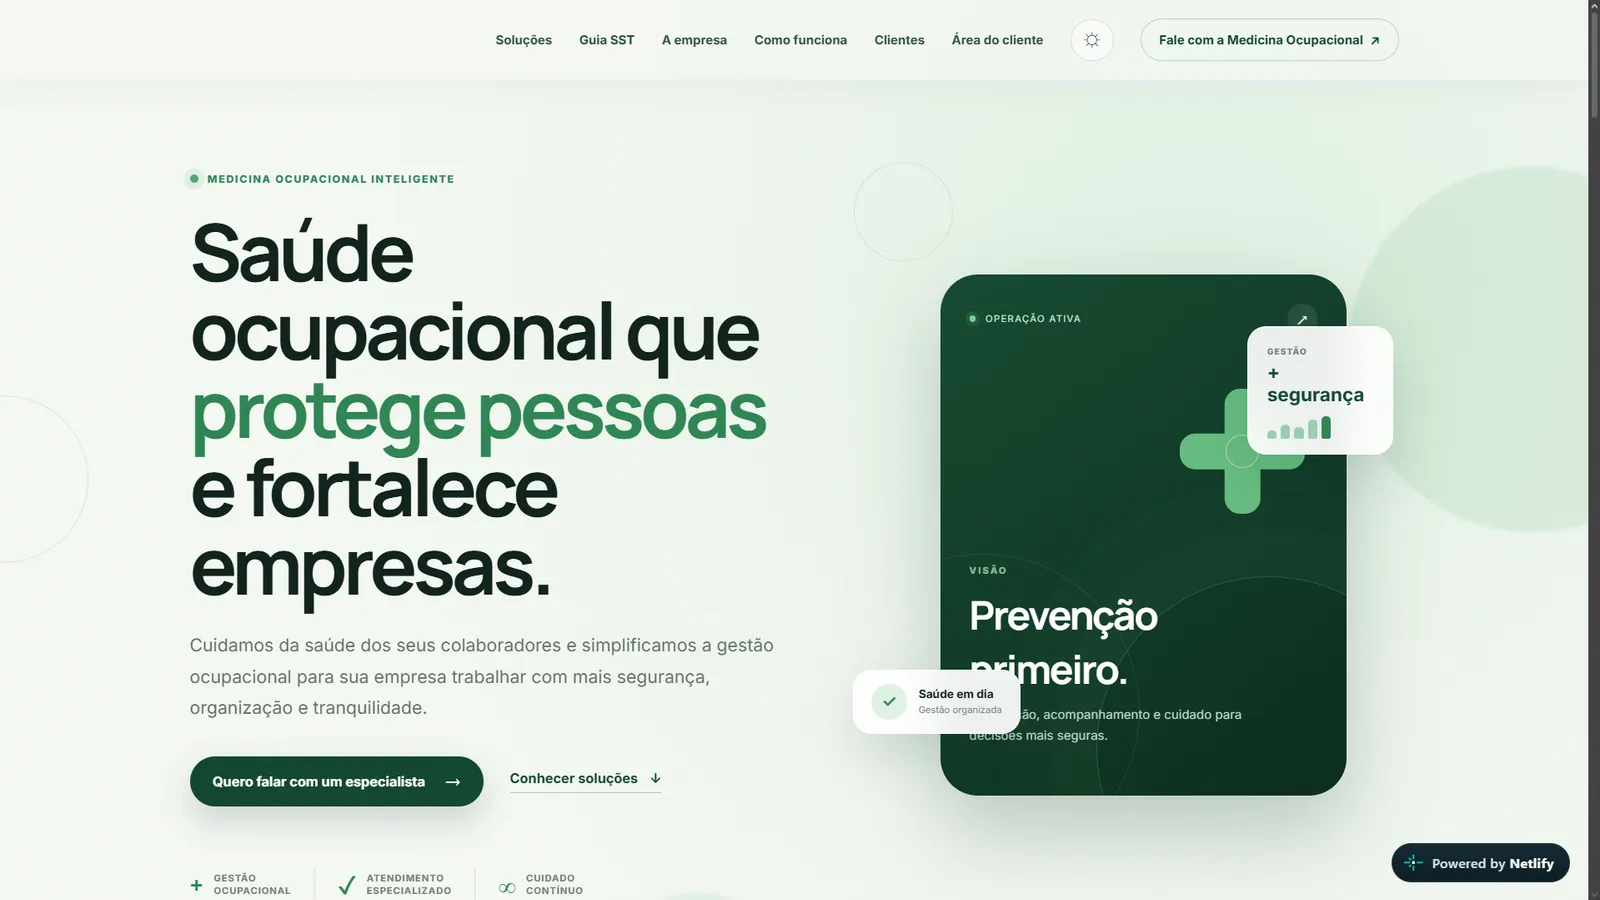 Soluções
Guia SST
A empresa
Como funciona
Clientes
Área do cliente
Fale com a Medicina Ocupacional ↗
MEDICINA OCUPACIONAL INTELIGENTE
Saúde
ocupacional que
protege pessoas
e fortalece
empresas.
Cuidamos da saúde dos seus colaboradores e simplificamos a gestão
ocupacional para sua empresa trabalhar com mais segurança,
organização e tranquilidade.
Quero falar com um especialista →
Conhecer soluções ↓
+ GESTÃO
OCUPACIONAL
✓ ATENDIMENTO
ESPECIALIZADO
∞ CUIDADO
CONTÍNUO
OPERAÇÃO ATIVA
↗
GESTÃO
+
segurança
VISÃO
Prevenção
primeiro.
Saúde em dia
Gestão organizada
acompanhamento e cuidado para
decisões mais seguras.
Powered by Netlify